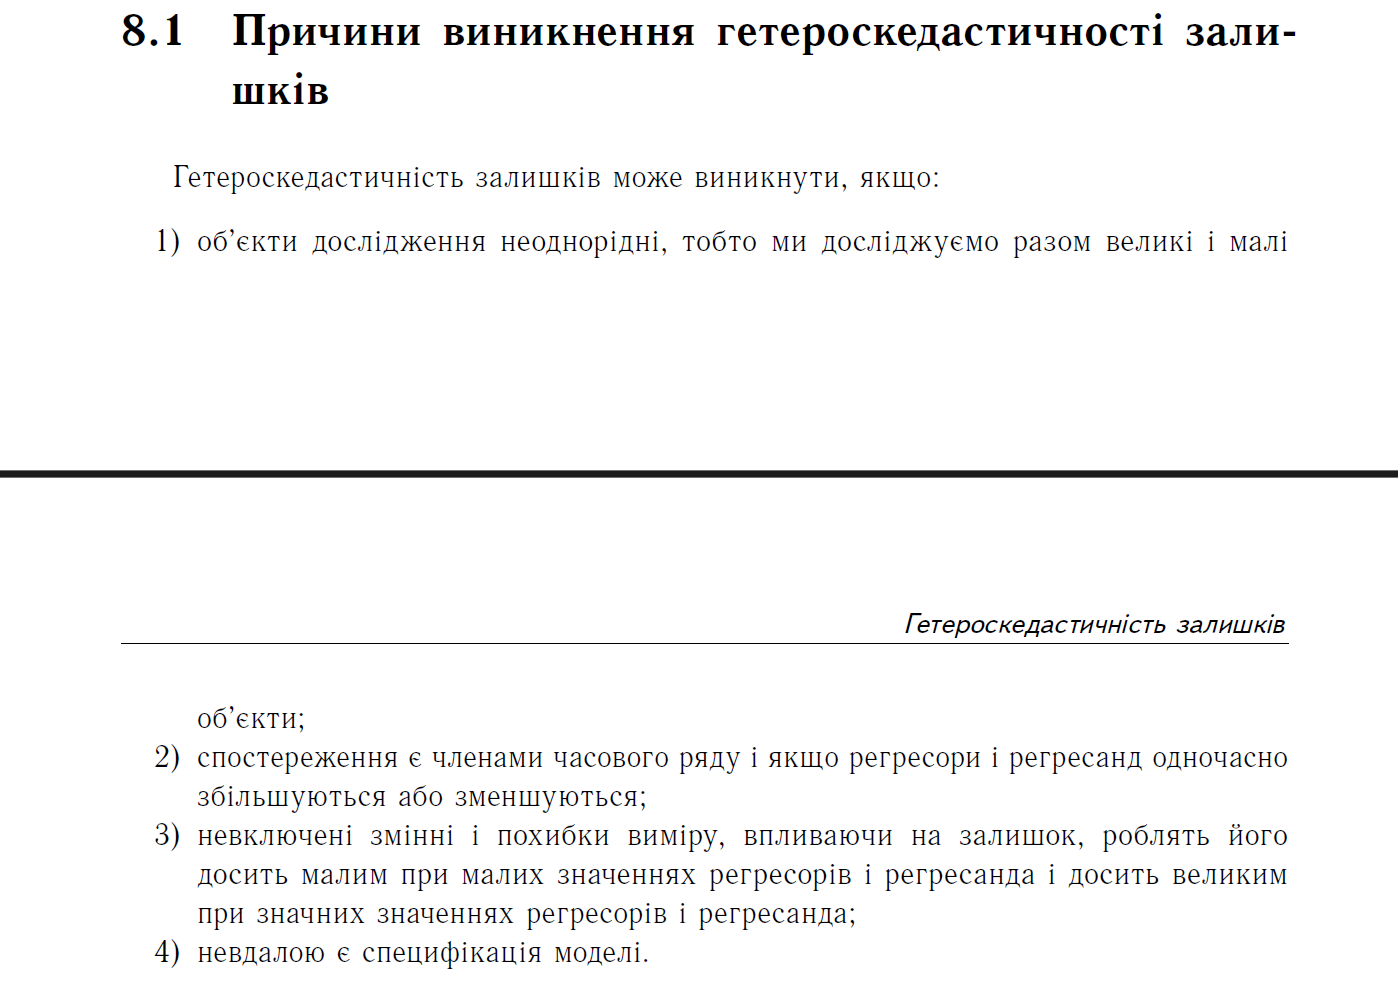 8.1 Причини виникнення гетероскедастичності зали-
шків
Гетероскедастичність залишків може виникнути, якщо:
1) об’єкти дослідження неоднорідні, тобто ми досліджуємо разом великі і малі
Гетероскедастичність залишків
об’єкти;
2) спостереження є членами часового ряду і якщо регресори і регресанд одночасно
збільшуються або зменшуються;
3) невключені змінні і похибки виміру, впливаючи на залишок, роблять його
досить малим при малих значеннях регресорів і регресанда і досить великим
при значних значеннях регресорів і регресанда;
4) невдалою є специфікація моделі.